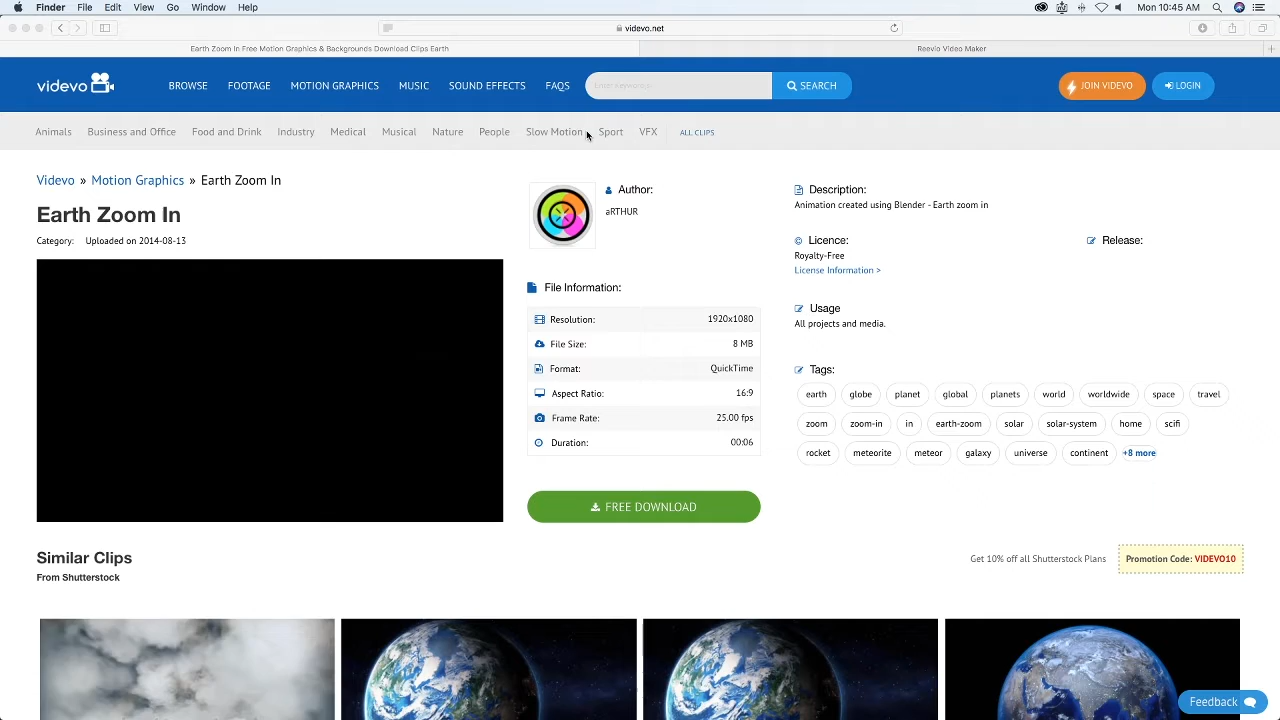 Finder File Edit View Go Window Help Mon 10:45 AM
videvo.net
Earth Zoom In Free Motion Graphics & Backgrounds Download Clips Earth Reevio Video Maker
videvo BROWSE FOOTAGE MOTION GRAPHICS MUSIC SOUND EFFECTS FAQS Enter Keywords SEARCH JOIN VIDEVO LOGIN
Animals Business and Office Food and Drink Industry Medical Musical Nature People Slow Motion Sport VFX ALL CLIPS
Videvo » Motion Graphics » Earth Zoom In
Earth Zoom In
Category: Uploaded on 2014-08-13
Author:
aRTHUR
File Information:
Resolution: 1920x1080
File Size: 8 MB
Format: QuickTime
Aspect Ratio: 16:9
Frame Rate: 25.00 fps
Duration: 00:06
FREE DOWNLOAD
Description:
Animation created using Blender - Earth zoom in
Licence: Release:
Royalty-Free
License Information >
Usage
All projects and media.
Tags:
earth globe planet global planets world worldwide space travel
zoom zoom-in in earth-zoom solar solar-system home scifi
rocket meteorite meteor galaxy universe continent +8 more
Similar Clips
From Shutterstock
Get 10% off all Shutterstock Plans Promotion Code: VIDEVO10
Feedback